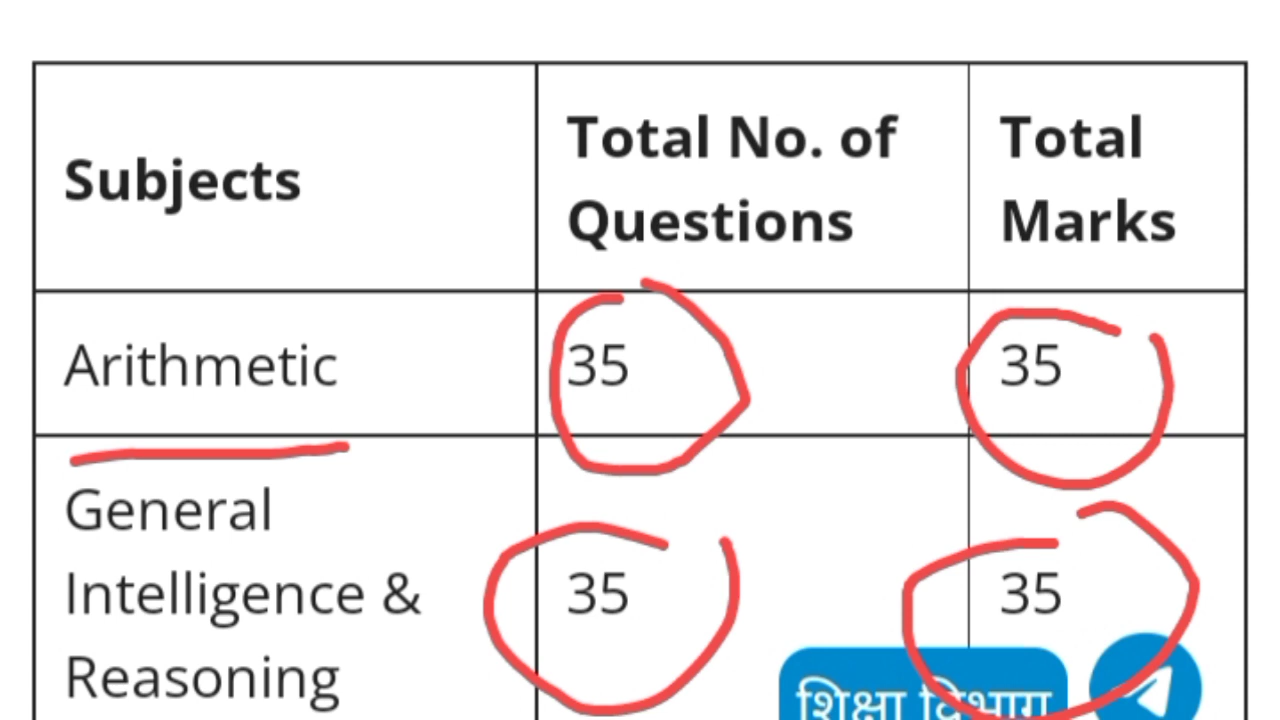 Subjects
Total No. of
Questions
Total
Marks
Arithmetic
35
35
General
Intelligence &
Reasoning
35
35
शिक्षा विभाग